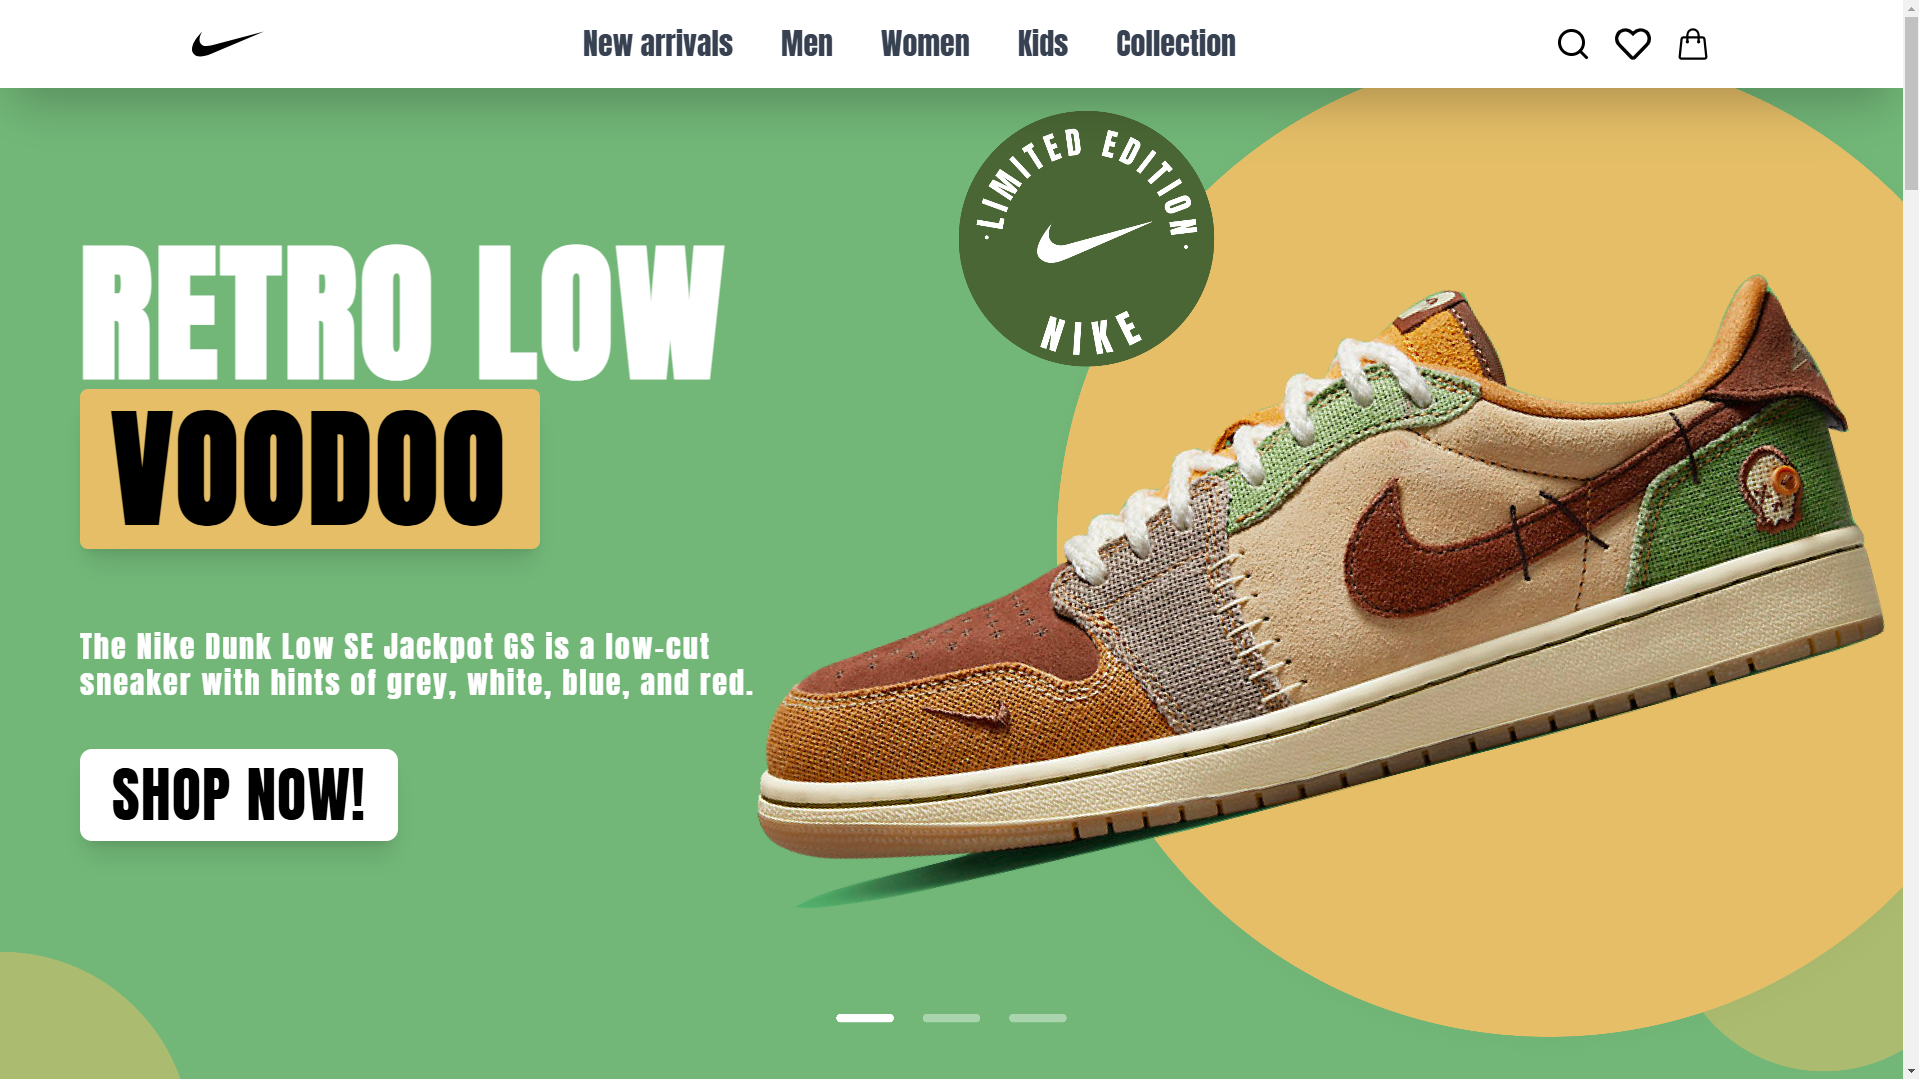 New arrivals Men Women Kids Collection
· LIMITED EDITION ·
NIKE
RETRO LOW
VOODOO
The Nike Dunk Low SE Jackpot GS is a low-cut
sneaker with hints of grey, white, blue, and red.
SHOP NOW!